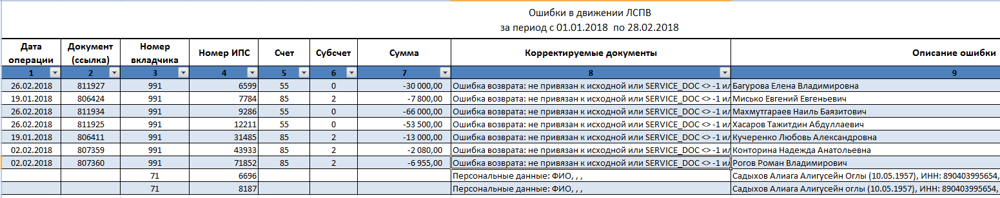 Ошибки в движении ЛСПВ
за период с 01.01.2018 по 28.02.2018
Дата операции Документ (ссылка) Номер вкладчика Номер ИПС Счет Субсчет Сумма Корректируемые документы Описание ошибки
1 2 3 4 5 6 7 8 9
26.02.2018 811927 991 6599 55 0 -30 000,00 Ошибка возврата: не привязан к исходной или SERVICE_DOC <> -1 ил Багурова Елена Владимировна
19.01.2018 806424 991 7784 85 2 -7 800,00 Ошибка возврата: не привязан к исходной или SERVICE_DOC <> -1 ил Мисько Евгений Евгеньевич
26.02.2018 811934 991 9286 55 0 -66 000,00 Ошибка возврата: не привязан к исходной или SERVICE_DOC <> -1 ил Махмутгараев Наиль Баязитович
26.02.2018 811925 991 12211 55 0 -53 500,00 Ошибка возврата: не привязан к исходной или SERVICE_DOC <> -1 ил Хасаров Тажитдин Абдуллаевич
19.01.2018 806411 991 31485 85 2 -13 000,00 Ошибка возврата: не привязан к исходной или SERVICE_DOC <> -1 ил Кучеренко Любовь Александровна
02.02.2018 807359 991 43933 85 2 -2 080,00 Ошибка возврата: не привязан к исходной или SERVICE_DOC <> -1 ил Конторина Надежда Анатольевна
02.02.2018 807360 991 71852 85 2 -6 955,00 Ошибка возврата: не привязан к исходной или SERVICE_DOC <> -1 ил Рогов Роман Владимирович
71 6696 Персональные данные: ФИО, , , Садыхов Алиага Алигусейн Оглы (10.05.1957), ИНН: 890403995654,
71 8187 Персональные данные: ФИО, , , Садыхов Алиага Алигусейн оглы (10.05.1957), ИНН: 890403995654,